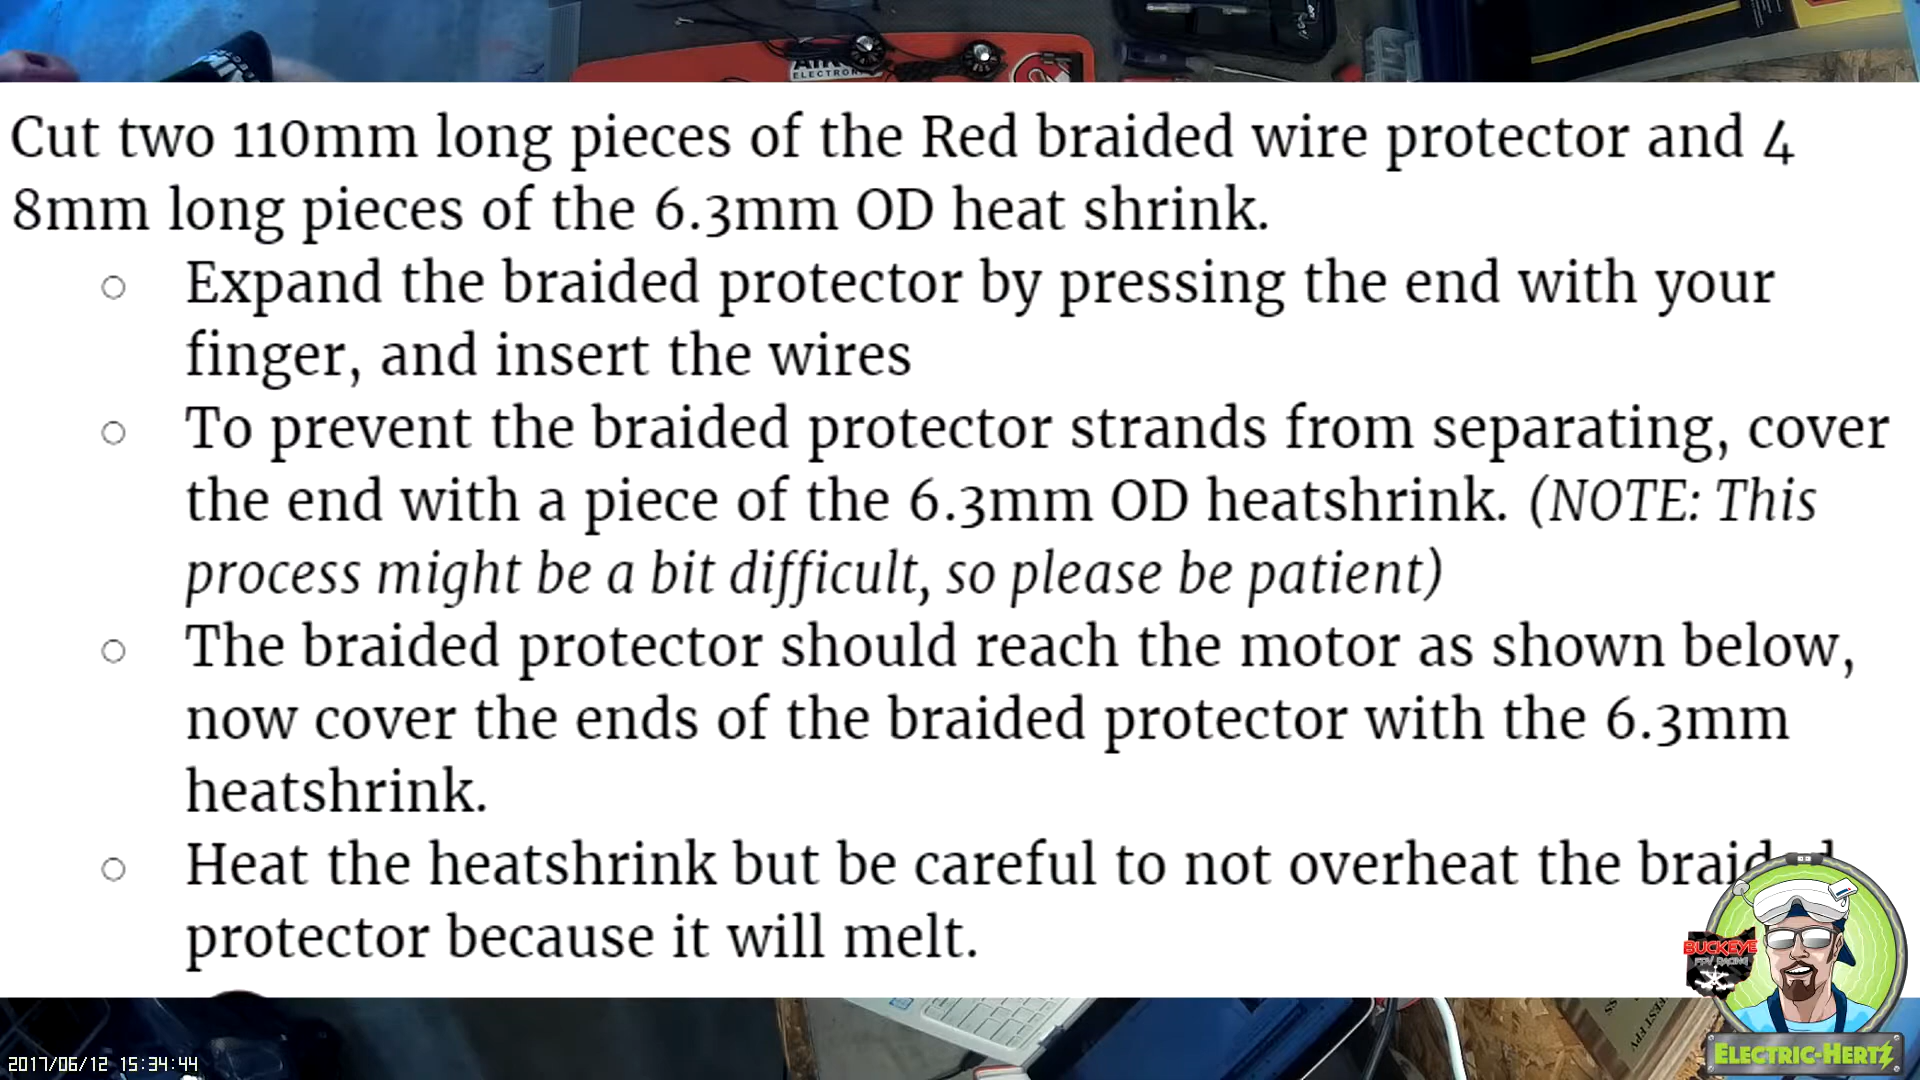 ELECTRON
Cut two 110mm long pieces of the Red braided wire protector and 4
8mm long pieces of the 6.3mm OD heat shrink.
Expand the braided protector by pressing the end with your
finger, and insert the wires
To prevent the braided protector strands from separating, cover
the end with a piece of the 6.3mm OD heatshrink. (NOTE: This
process might be a bit difficult, so please be patient)
The braided protector should reach the motor as shown below,
now cover the ends of the braided protector with the 6.3mm
heatshrink.
Heat the heatshrink but be careful to not overheat the braided
protector because it will melt.
BUCKEYE
FPV RACING
ELECTRIC-HERTZ
2017/06/12 15:34:44